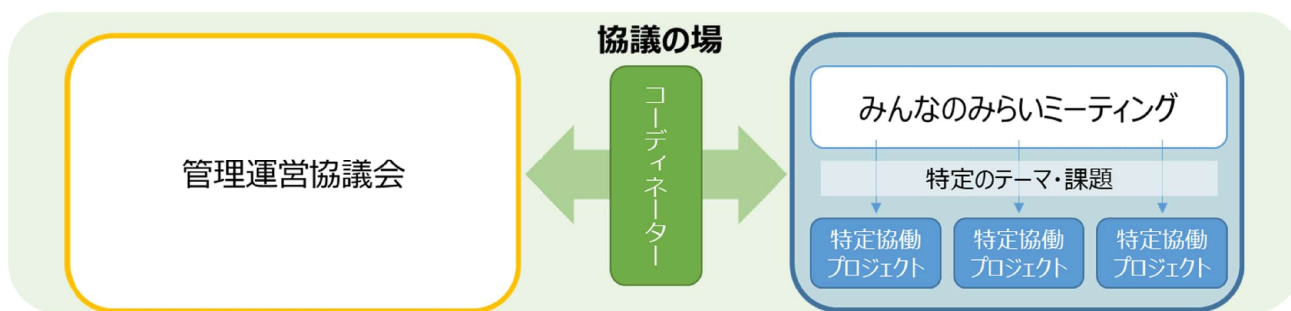 協議の場
管理運営協議会
コーディネーター
みんなのみらいミーティング
特定のテーマ・課題
特定協働
プロジェクト
特定協働
プロジェクト
特定協働
プロジェクト